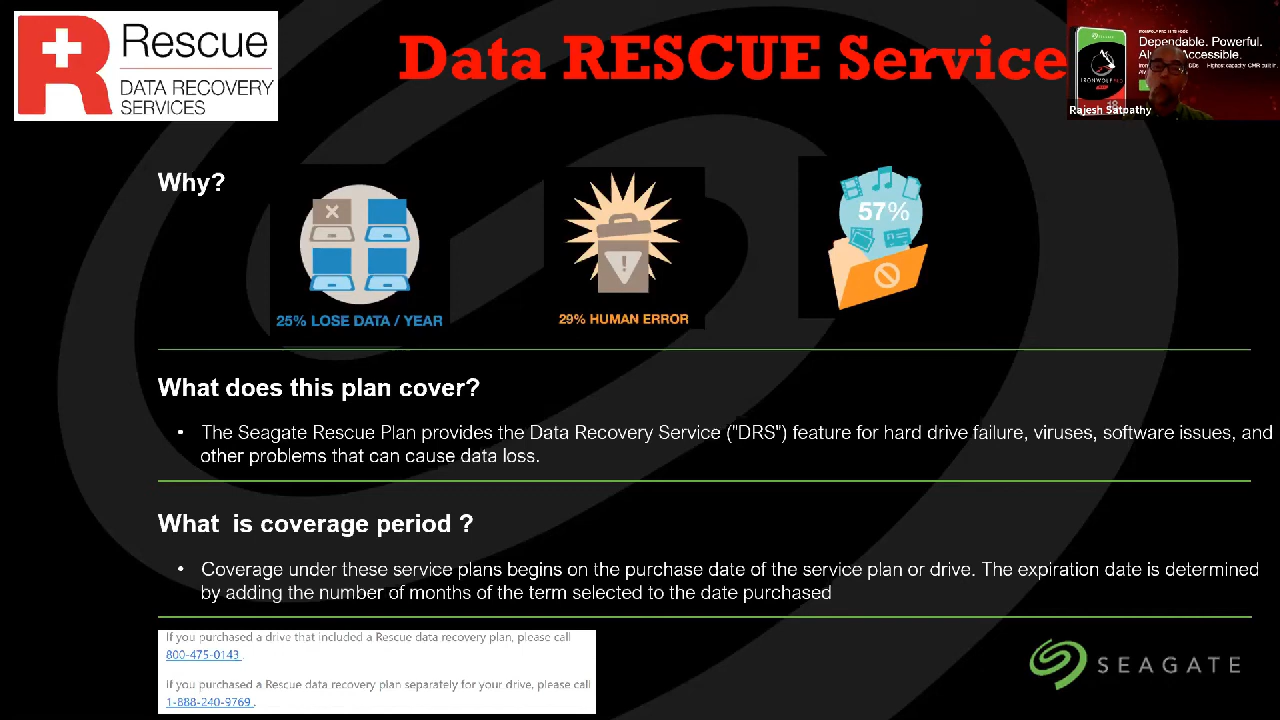 Rescue
DATA RECOVERY
SERVICES
Data RESCUE Service
Dependable. Powerful.
Accessible.
Highest capacity CMR
IRONWOLF
Rajesh Satpathy
Why?
57%
25% LOSE DATA / YEAR
29% HUMAN ERROR
What does this plan cover?
• The Seagate Rescue Plan provides the Data Recovery Service ("DRS") feature for hard drive failure, viruses, software issues, and
other problems that can cause data loss.
What is coverage period ?
• Coverage under these service plans begins on the purchase date of the service plan or drive. The expiration date is determined
by adding the number of months of the term selected to the date purchased
If you purchased a drive that included a Rescue data recovery plan, please call
800-475-0143 .
If you purchased a Rescue data recovery plan separately for your drive, please call
1-888-240-9769 .
SEAGATE